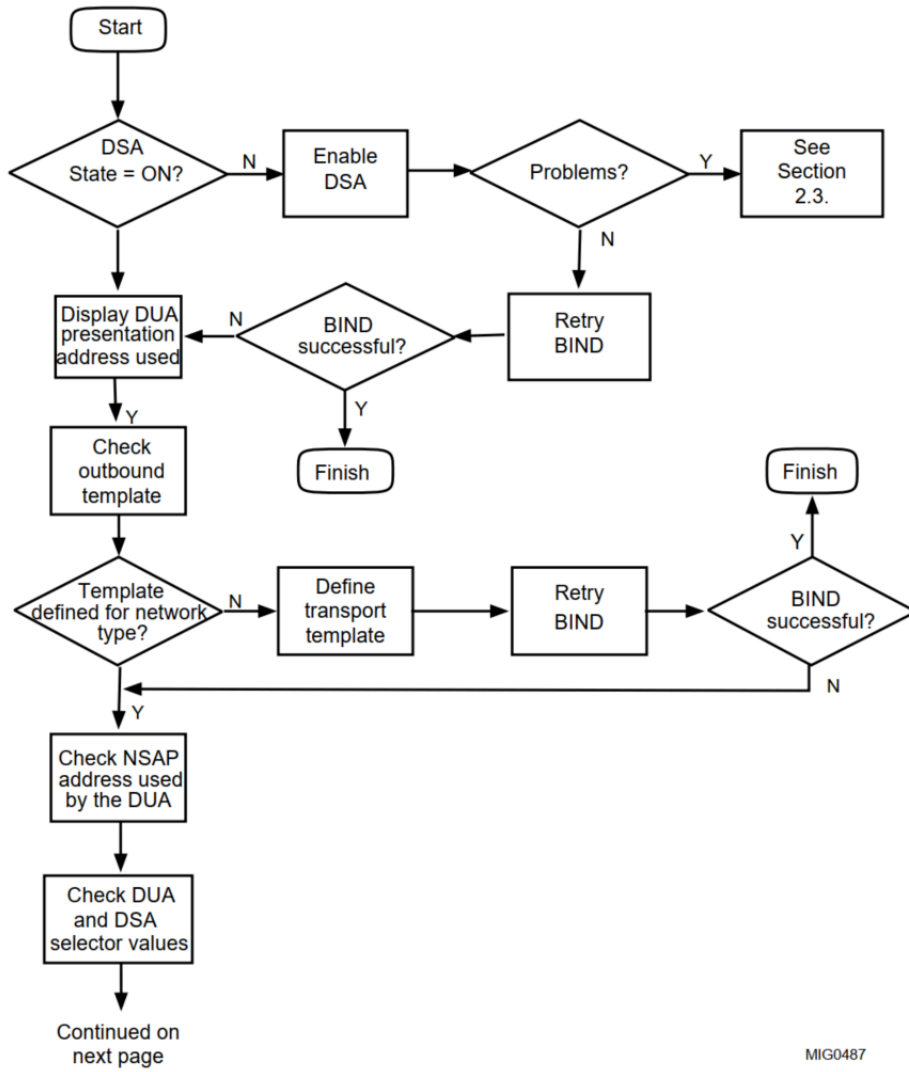 Start
DSA
State = ON?
N
Enable
DSA
Problems?
Y
See
Section
2.3.
N
Display DUA
presentation
address used
N
BIND
successful?
Retry
BIND
Y
Y
Check
outbound
template
Finish
Finish
Y
Template
defined for network
type?
N
Define
transport
template
Retry
BIND
BIND
successful?
N
Y
Check NSAP
address used
by the DUA
Check DUA
and DSA
selector values
Continued on
next page
MIG0487